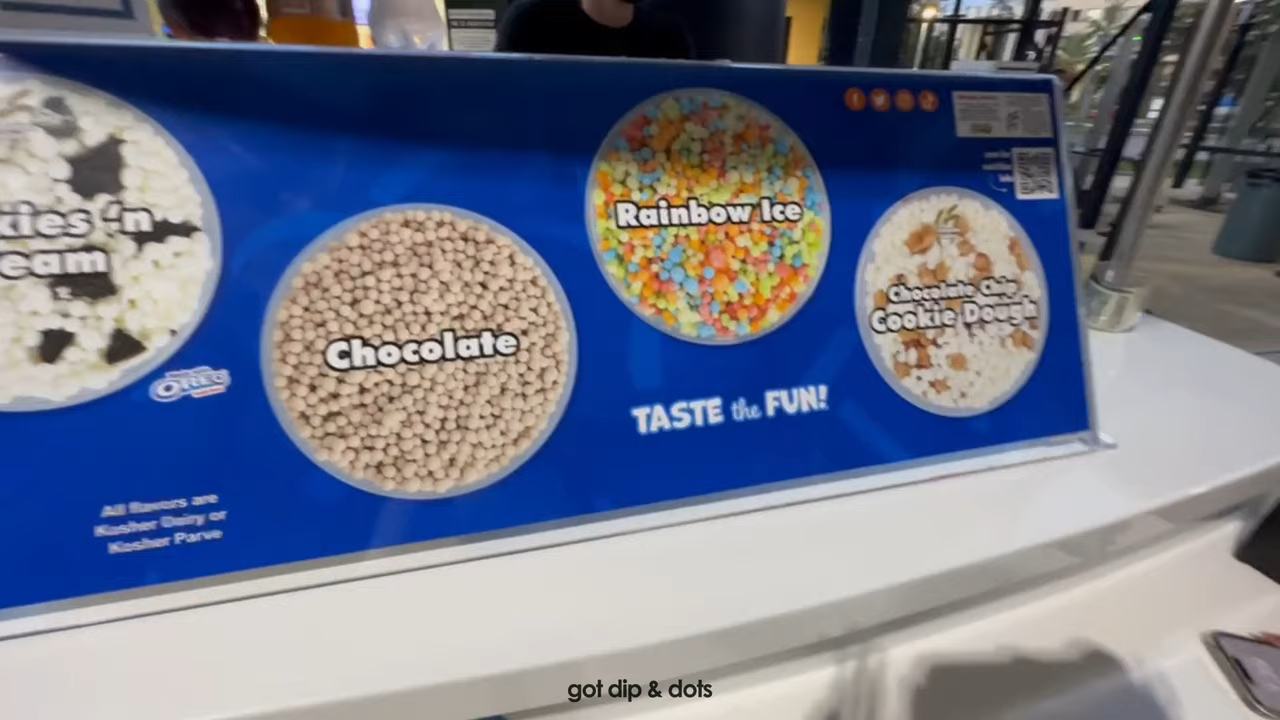 kies 'n
eam
OREO
All flavors are
Kosher Dairy or
Kosher Parve
Chocolate
Rainbow Ice
TASTE the FUN!
Chocolate Chip
Cookie Dough
got dip & dots